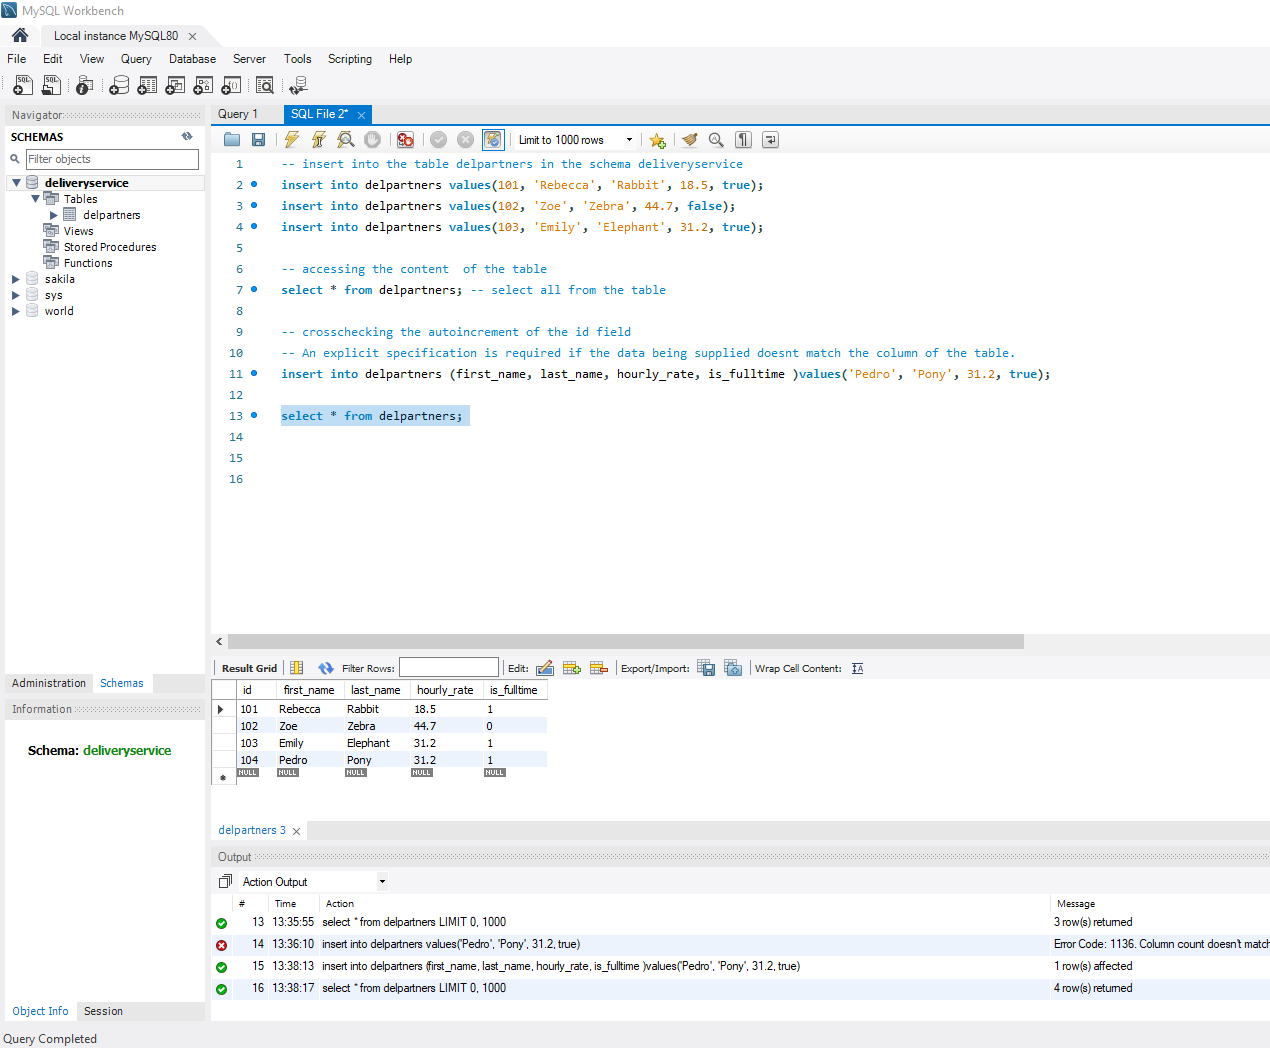 MySQL Workbench
Local instance MySQL80
File Edit View Query Database Server Tools Scripting Help
Navigator
SCHEMAS
Filter objects
deliveryservice
Tables
delpartners
Views
Stored Procedures
Functions
sakila
sys
world
Administration Schemas
Information
Schema: deliveryservice
Object Info Session
Query 1 SQL File 2*
Limit to 1000 rows
1 -- insert into the table delpartners in the schema deliveryservice
2 insert into delpartners values(101, 'Rebecca', 'Rabbit', 18.5, true);
3 insert into delpartners values(102, 'Zoe', 'Zebra', 44.7, false);
4 insert into delpartners values(103, 'Emily', 'Elephant', 31.2, true);
5
6 -- accessing the content  of the table
7 select * from delpartners; -- select all from the table
8
9 -- crosschecking the autoincrement of the id field
10 -- An explicit specification is required if the data being supplied doesnt match the column of the table.
11 insert into delpartners (first_name, last_name, hourly_rate, is_fulltime )values('Pedro', 'Pony', 31.2, true);
12
13 select * from delpartners;
14
15
16
Result Grid Filter Rows: Edit: Export/Import: Wrap Cell Content:
id first_name last_name hourly_rate is_fulltime
101 Rebecca Rabbit 18.5 1
102 Zoe Zebra 44.7 0
103 Emily Elephant 31.2 1
104 Pedro Pony 31.2 1
NULL NULL NULL NULL NULL
delpartners 3
Output
Action Output
# Time Action Message
13 13:35:55 select * from delpartners LIMIT 0, 1000 3 row(s) returned
14 13:36:10 insert into delpartners values('Pedro', 'Pony', 31.2, true) Error Code: 1136. Column count doesn't match
15 13:38:13 insert into delpartners (first_name, last_name, hourly_rate, is_fulltime )values('Pedro', 'Pony', 31.2, true) 1 row(s) affected
16 13:38:17 select * from delpartners LIMIT 0, 1000 4 row(s) returned
Query Completed